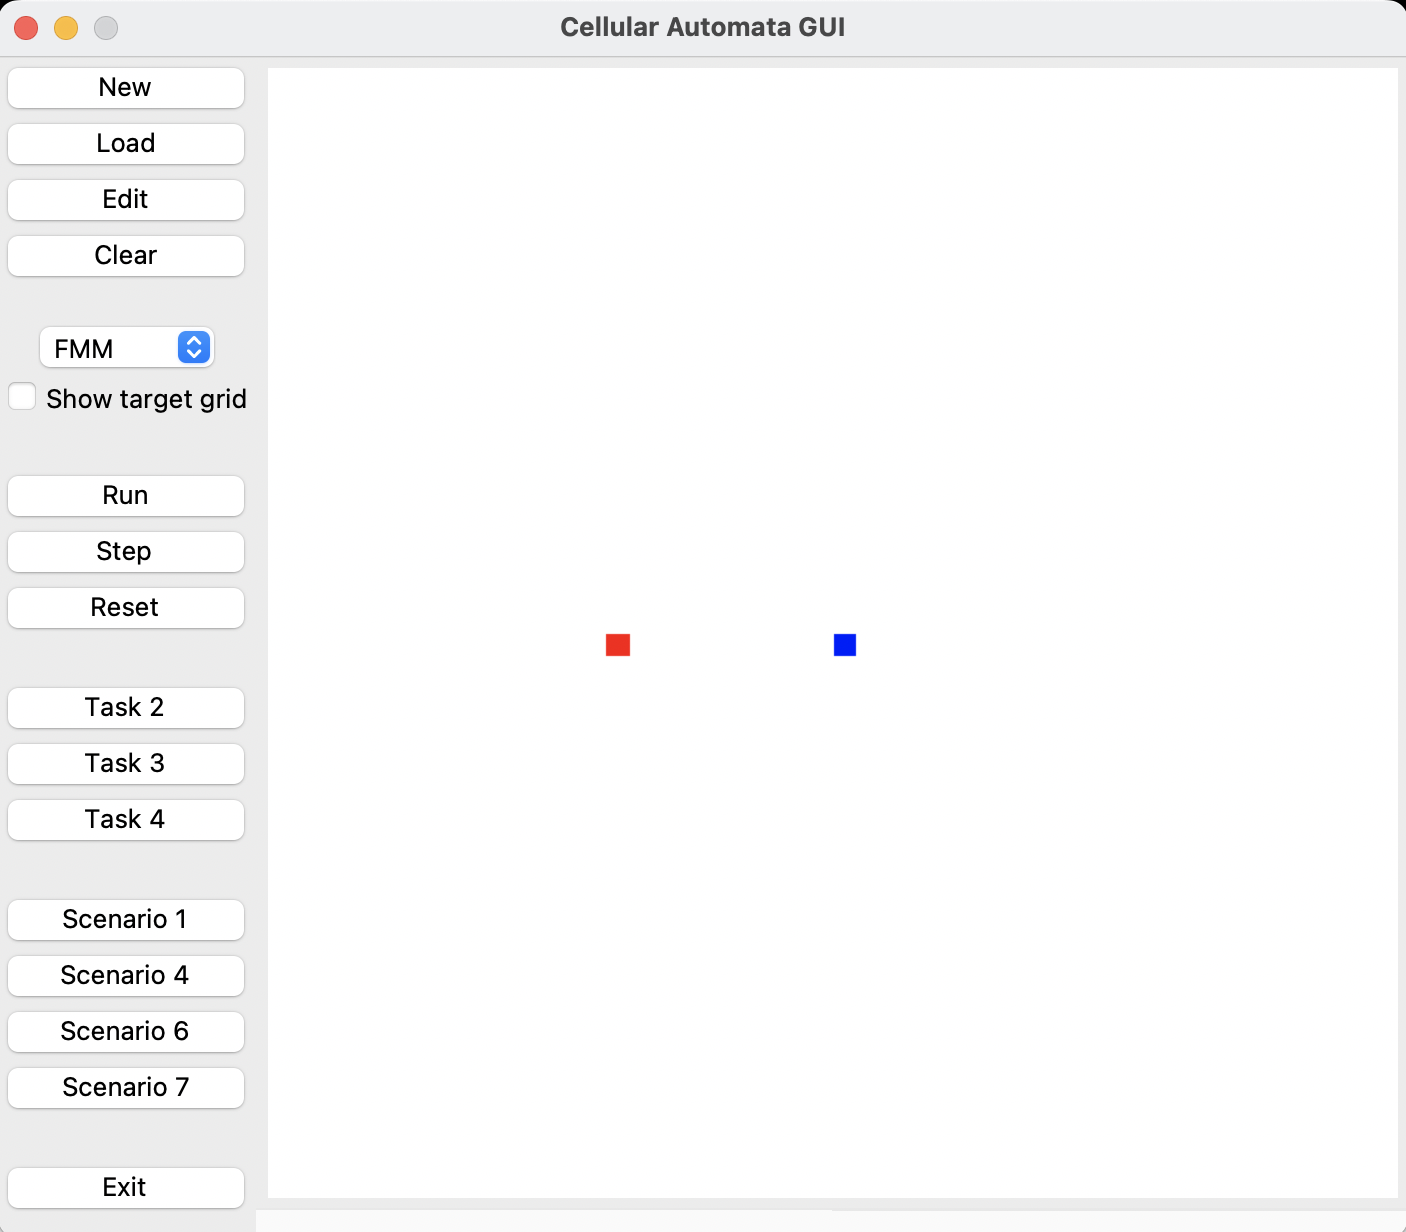 Cellular Automata GUI
New
Load
Edit
Clear
FMM
Show target grid
Run
Step
Reset
Task 2
Task 3
Task 4
Scenario 1
Scenario 4
Scenario 6
Scenario 7
Exit